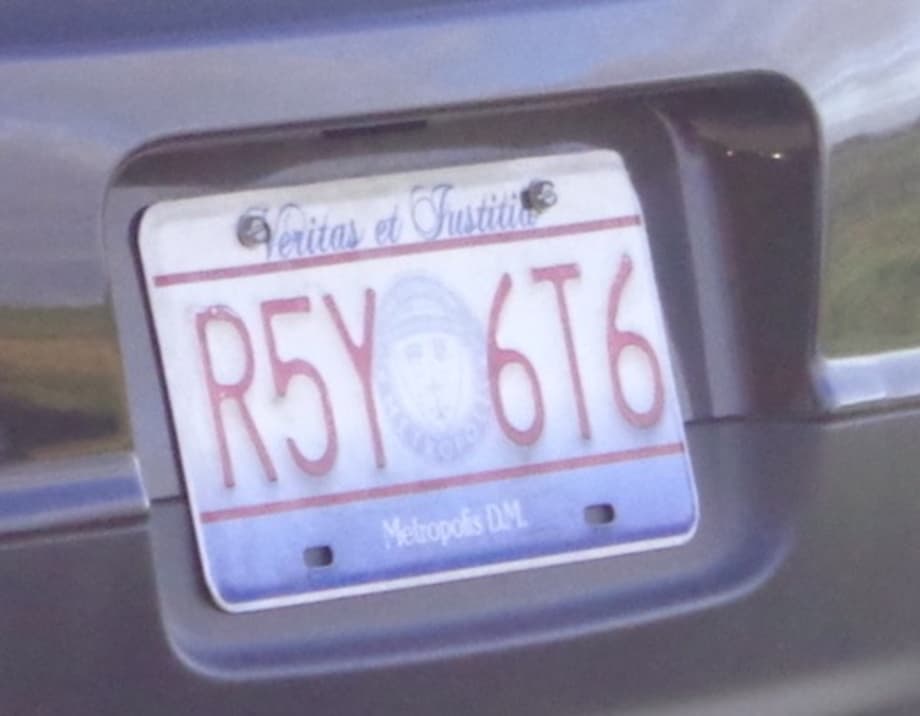 Veritas et Justitia
R5Y 6T6
Metropolis D.M.